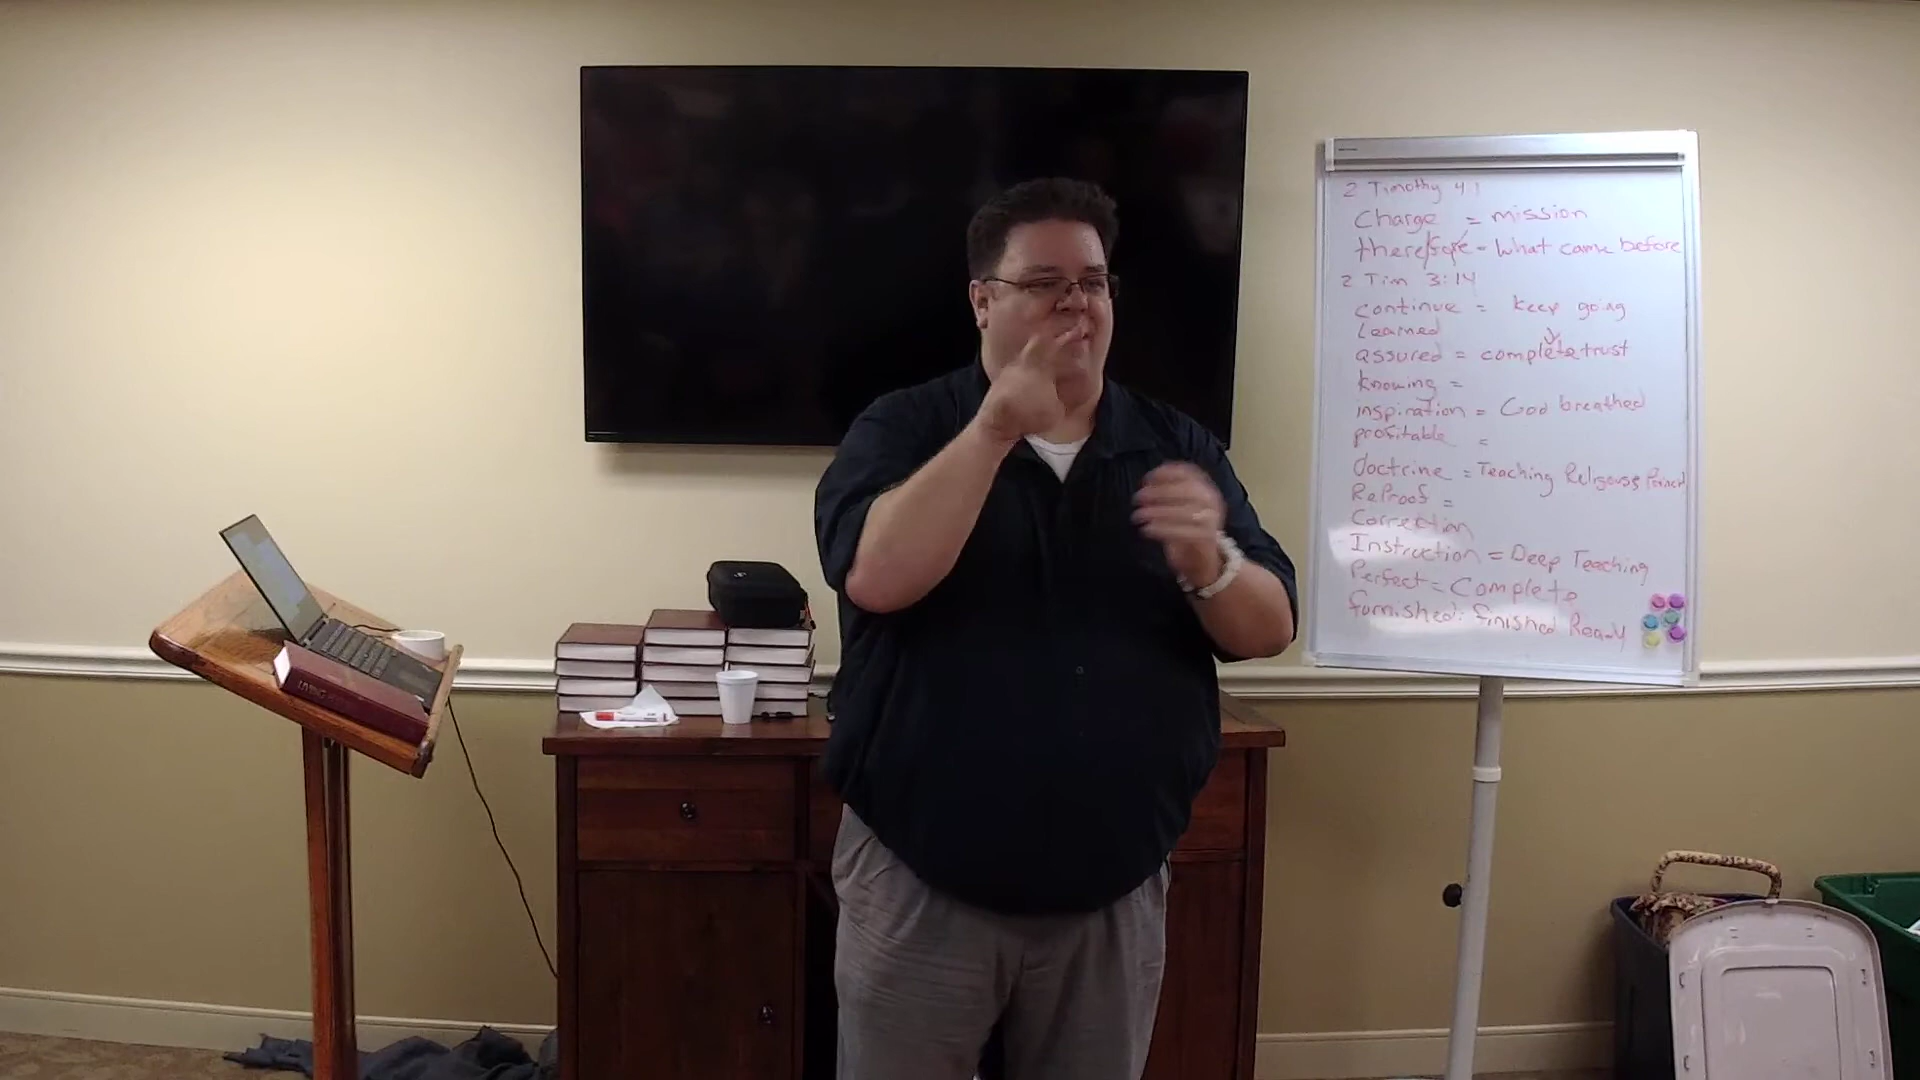 2 Timothy 4:1
Charge = mission
therefore = What came before
2 Tim 3:14
continue = keep going
Learned
assured = complete trust
knowing =
inspiration = God breathed
profitable =
doctrine = Teaching Religouss
ReProof =
Correction
Instruction = Deep Teaching
Perfect = Complete
furnished: finished Ready
LIVING